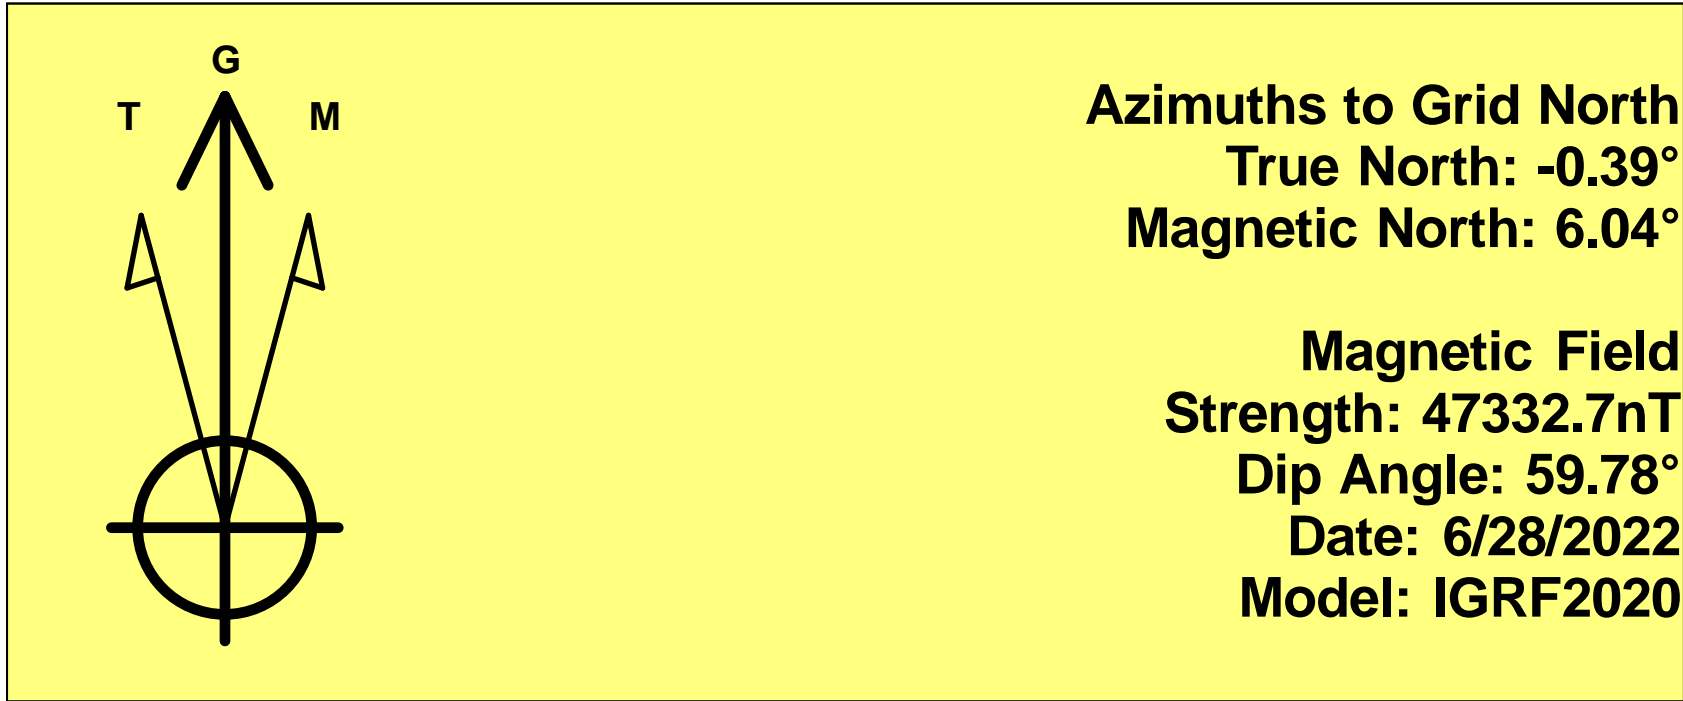 G
T M
Azimuths to Grid North
True North: -0.39°
Magnetic North: 6.04°
Magnetic Field
Strength: 47332.7nT
Dip Angle: 59.78°
Date: 6/28/2022
Model: IGRF2020